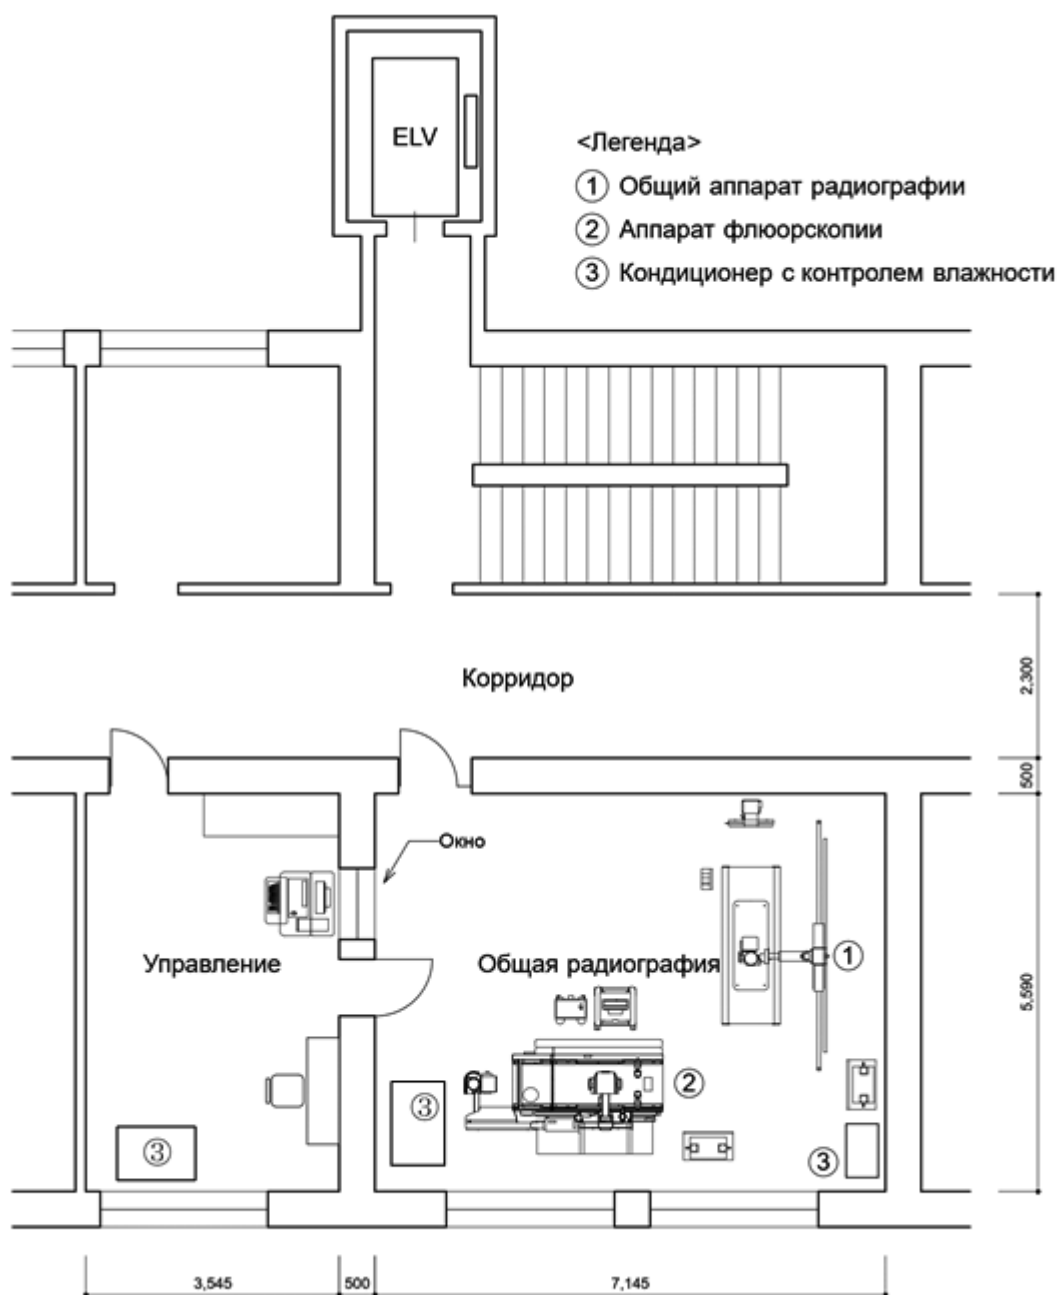 ELV
<Легенда>
① Общий аппарат радиографии
② Аппарат флюорскопии
③ Кондиционер с контролем влажности
Корридор
2,300
500
Окно
Управление
Общая радиография
①
5,590
②
③
③
③
3,545
500
7,145